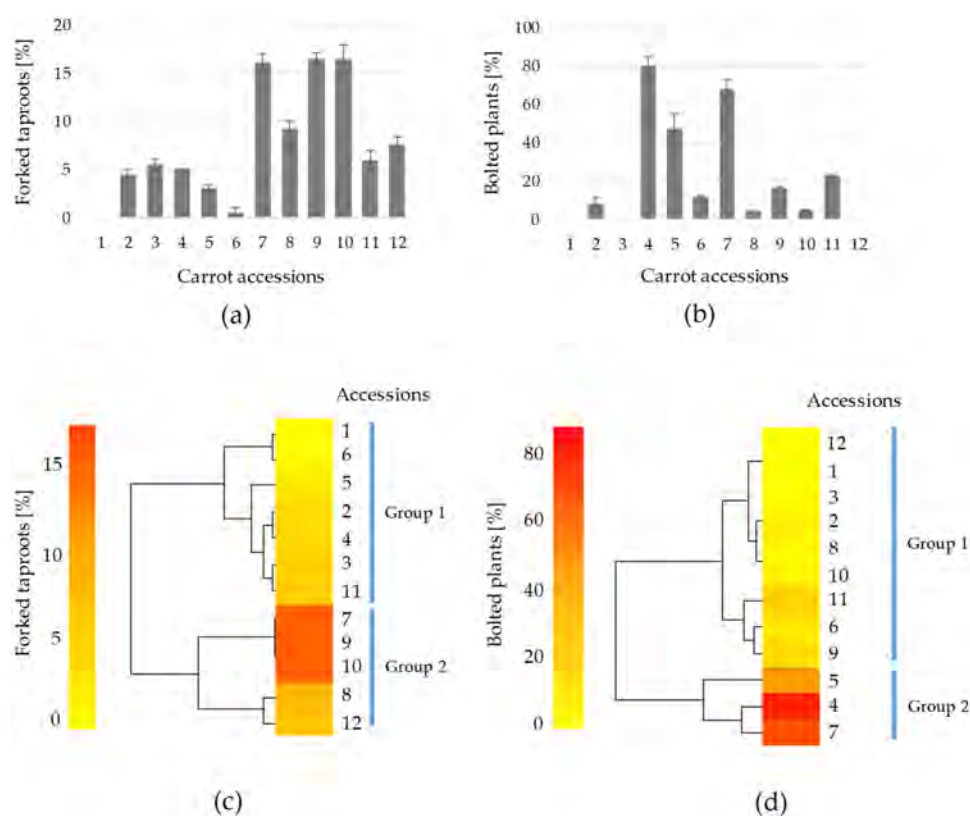 Forked taproots [%]
20
15
10
5
0
1 2 3 4 5 6 7 8 9 10 11 12
Carrot accessions
(a)
Bolted plants [%]
100
80
60
40
20
0
1 2 3 4 5 6 7 8 9 10 11 12
Carrot accessions
(b)
Accessions
Forked taproots [%]
15
10
5
0
1
6
5
2
4
3
11
7
9
10
8
12
Group 1
Group 2
(c)
Accessions
Bolted plants [%]
80
60
40
20
0
12
1
3
2
8
10
11
6
9
5
4
7
Group 1
Group 2
(d)